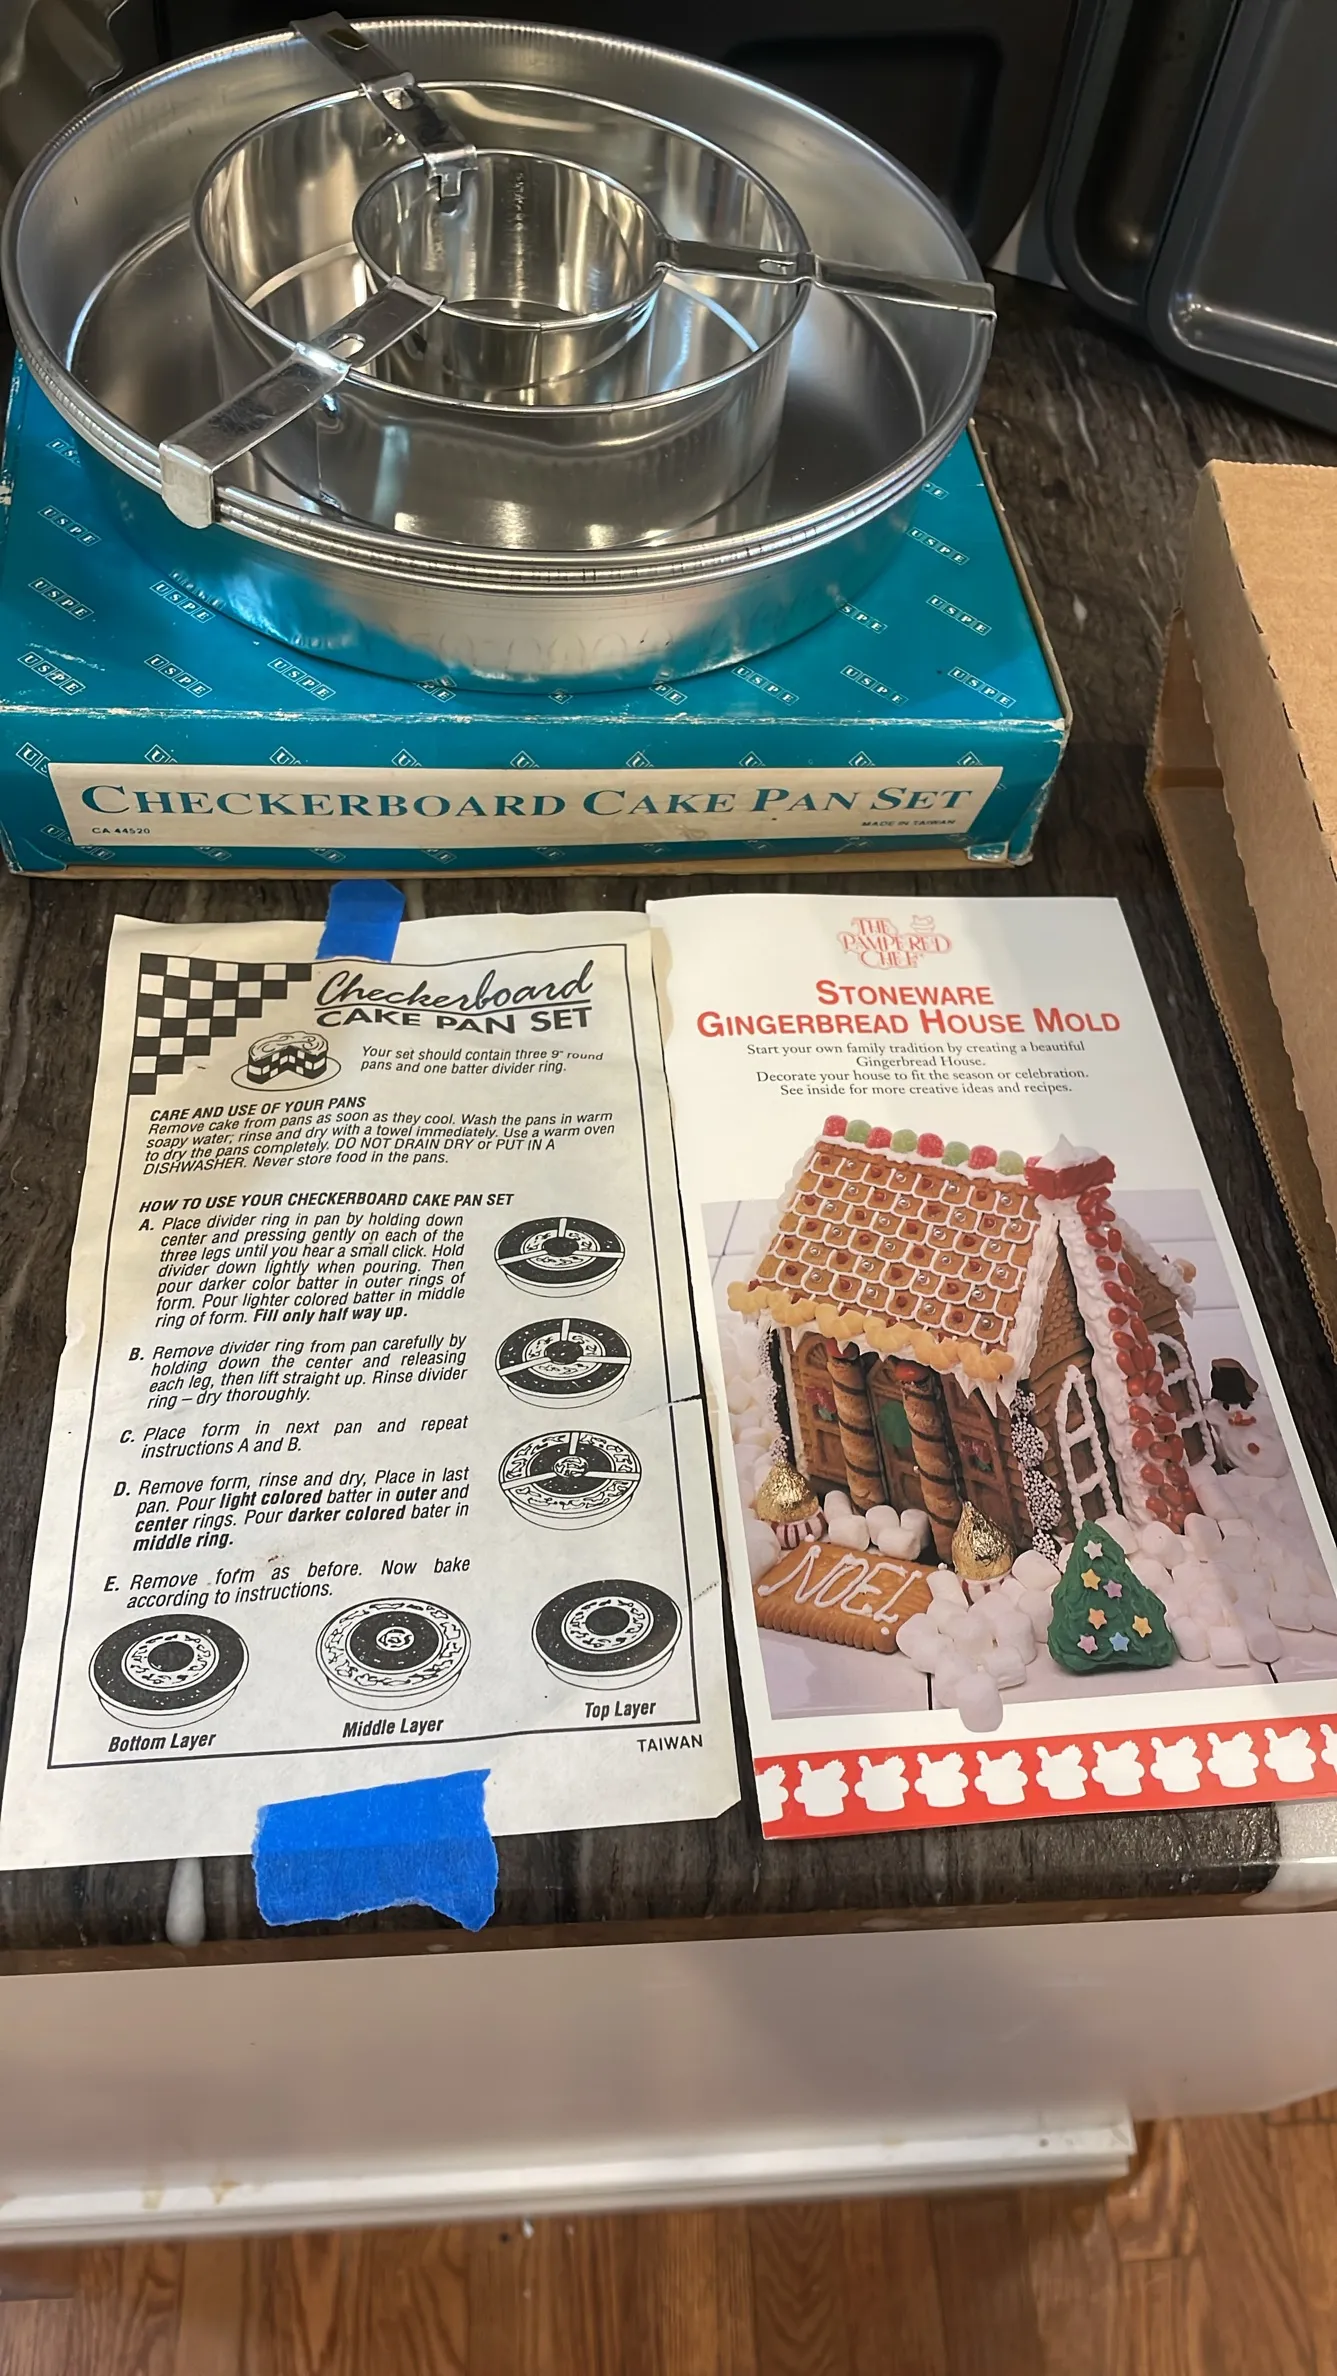 USPE USPE USPE
USPE USPE USPE
USPE USPE USPE USPE USPE USPE
CHECKERBOARD CAKE PAN SET
CA 44520
MADE IN TAIWAN
Checkerboard
CAKE PAN SET
Your set should contain three 9" round
pans and one batter divider ring.
CARE AND USE OF YOUR PANS
Remove cake from pans as soon as they cool. Wash the pans in warm
soapy water; rinse and dry with a towel immediately. Use a warm oven
to dry the pans completely. DO NOT DRAIN DRY or PUT IN A
DISHWASHER. Never store food in the pans.
HOW TO USE YOUR CHECKERBOARD CAKE PAN SET
A. Place divider ring in pan by holding down
center and pressing gently on each of the
three legs until you hear a small click. Hold
divider down lightly when pouring. Then
pour darker color batter in outer rings of
form. Pour lighter colored batter in middle
ring of form. Fill only half way up.
B. Remove divider ring from pan carefully by
holding down the center and releasing
each leg, then lift straight up. Rinse divider
ring – dry thoroughly.
C. Place form in next pan and repeat
instructions A and B.
D. Remove form, rinse and dry, Place in last
pan. Pour light colored batter in outer and
center rings. Pour darker colored bater in
middle ring.
E. Remove form as before. Now bake
according to instructions.
Bottom Layer
Middle Layer
Top Layer
TAIWAN
THE
PAMPERED
CHEF
STONEWARE
GINGERBREAD HOUSE MOLD
Start your own family tradition by creating a beautiful
Gingerbread House.
Decorate your house to fit the season or celebration.
See inside for more creative ideas and recipes.
NOEL